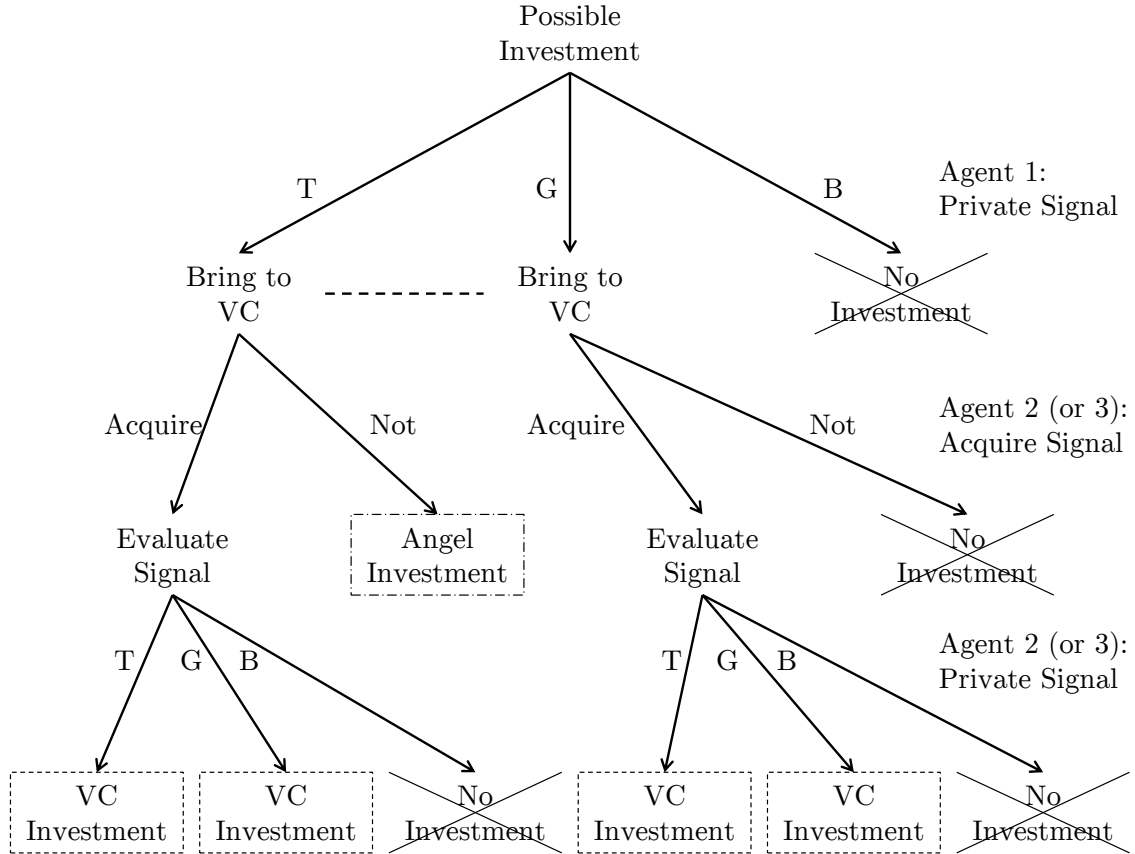 Possible
Investment
T
G
B
Agent 1:
Private Signal
Bring to
VC
Bring to
VC
No
Investment
Acquire
Not
Acquire
Not
Agent 2 (or 3):
Acquire Signal
Evaluate
Signal
Angel
Investment
Evaluate
Signal
No
Investment
T
G
B
T
G
B
Agent 2 (or 3):
Private Signal
VC
Investment
VC
Investment
No
Investment
VC
Investment
VC
Investment
No
Investment